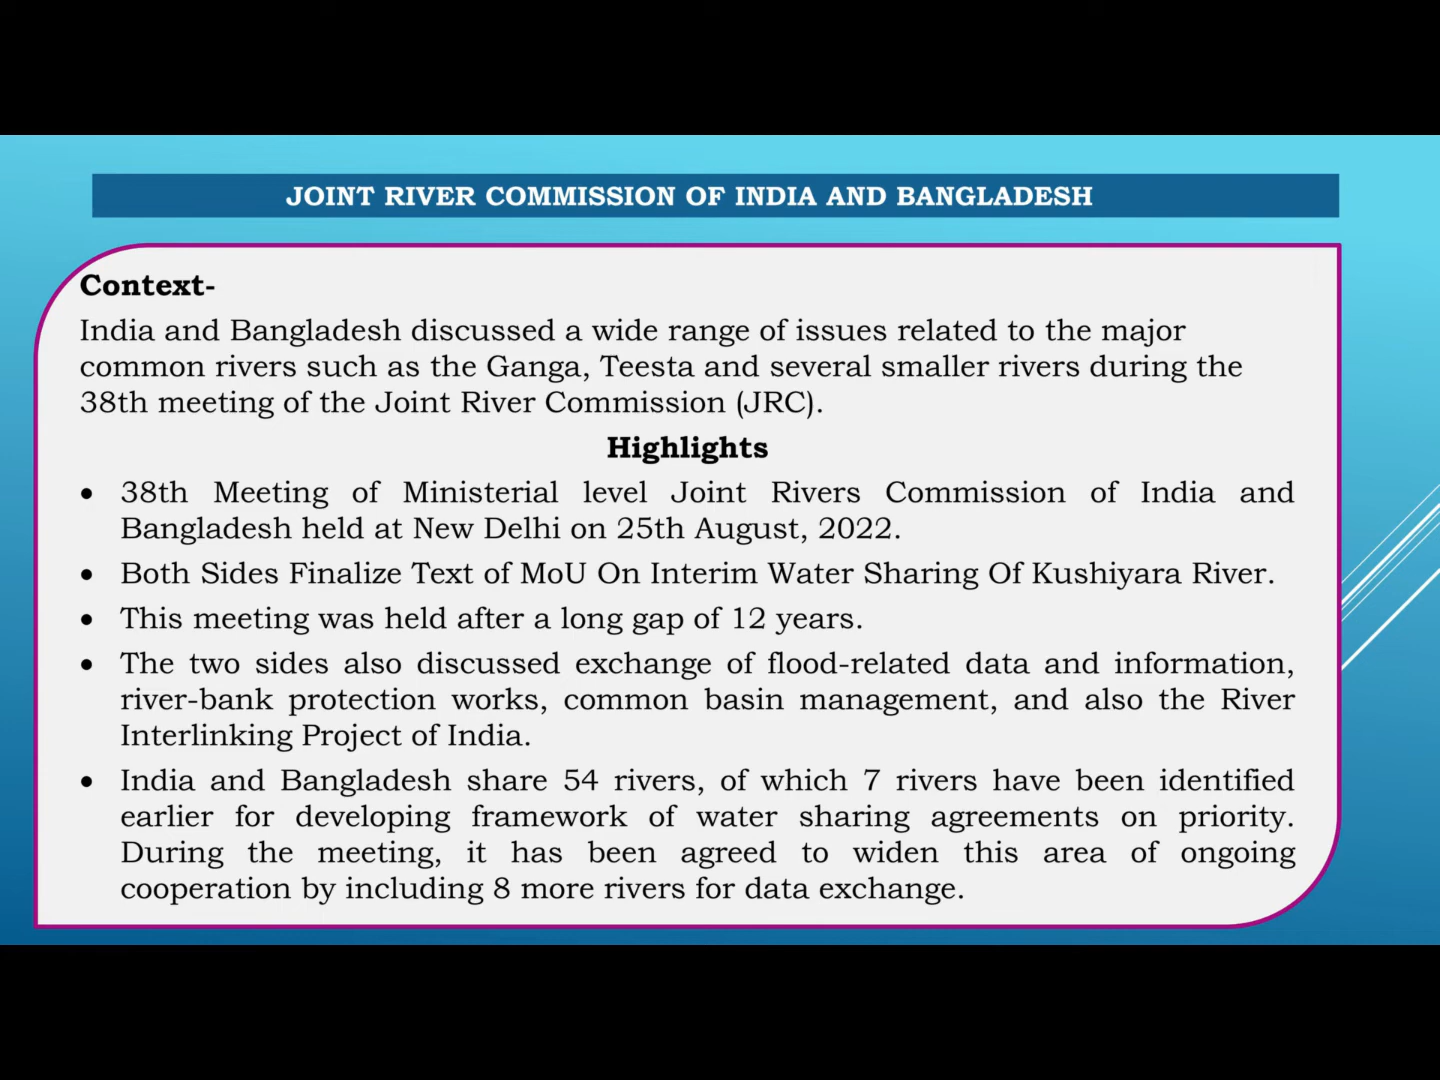 JOINT RIVER COMMISSION OF INDIA AND BANGLADESH
Context-
India and Bangladesh discussed a wide range of issues related to the major
common rivers such as the Ganga, Teesta and several smaller rivers during the
38th meeting of the Joint River Commission (JRC).
Highlights
• 38th Meeting of Ministerial level Joint Rivers Commission of India and
Bangladesh held at New Delhi on 25th August, 2022.
• Both Sides Finalize Text of MoU On Interim Water Sharing Of Kushiyara River.
• This meeting was held after a long gap of 12 years.
• The two sides also discussed exchange of flood-related data and information,
river-bank protection works, common basin management, and also the River
Interlinking Project of India.
• India and Bangladesh share 54 rivers, of which 7 rivers have been identified
earlier for developing framework of water sharing agreements on priority.
During the meeting, it has been agreed to widen this area of ongoing
cooperation by including 8 more rivers for data exchange.